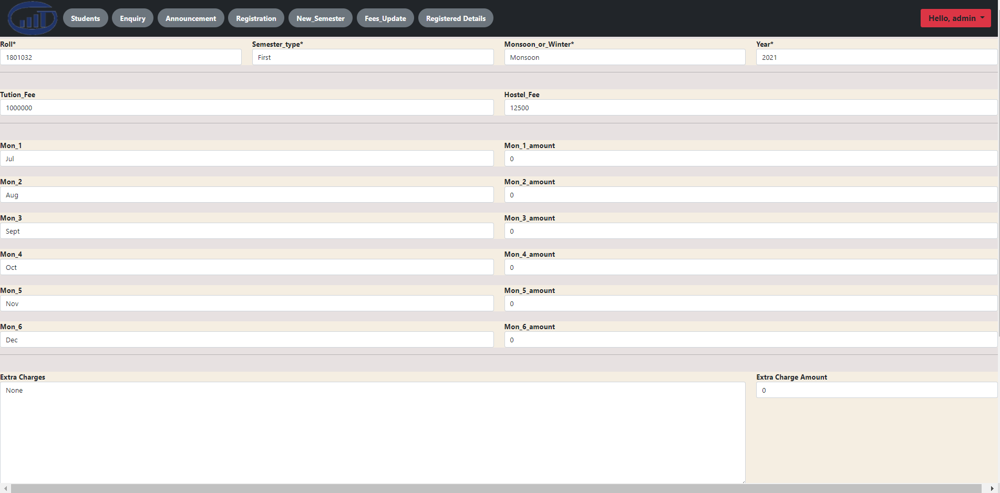 Students Enquiry Announcement Registration New_Semester Fees_Update Registered Details Hello, admin
Roll* Semester_type* Monsoon_or_Winter* Year*
1801032 First Monsoon 2021
Tution_Fee Hostel_Fee
1000000 12500
Mon_1 Mon_1_amount
Jul 0
Mon_2 Mon_2_amount
Aug 0
Mon_3 Mon_3_amount
Sept 0
Mon_4 Mon_4_amount
Oct 0
Mon_5 Mon_5_amount
Nov 0
Mon_6 Mon_6_amount
Dec 0
Extra Charges Extra Charge Amount
None 0